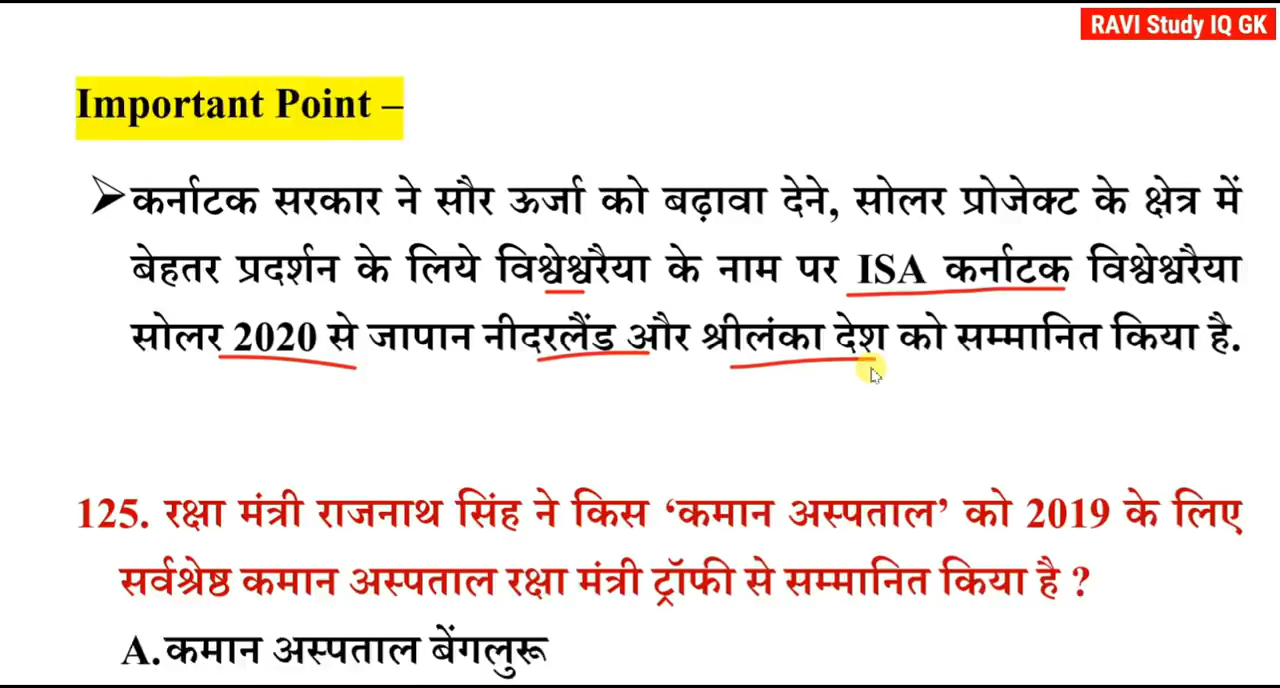 RAVI Study IQ GK
Important Point –
➢कर्नाटक सरकार ने सौर ऊर्जा को बढ़ावा देने, सोलर प्रोजेक्ट के क्षेत्र में
बेहतर प्रदर्शन के लिये विश्वेश्वरैया के नाम पर ISA कर्नाटक विश्वेश्वरैया
सोलर 2020 से जापान नीदरलैंड और श्रीलंका देश को सम्मानित किया है.
125. रक्षा मंत्री राजनाथ सिंह ने किस ‘कमान अस्पताल’ को 2019 के लिए
सर्वश्रेष्ठ कमान अस्पताल रक्षा मंत्री ट्रॉफी से सम्मानित किया है ?
A.कमान अस्पताल बेंगलुरू